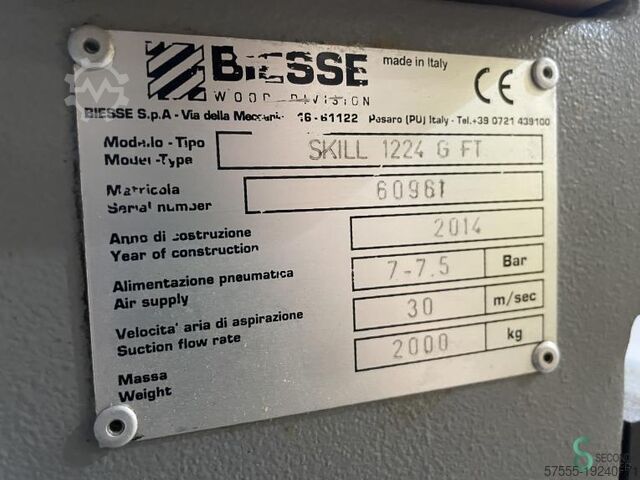 BIESSE
made in Italy
CE
WOOD DIVISION
BIESSE S.p.A - Via della Meccanica 16 - 61122 Pesaro (PU) Italy - Tel.+39 0721 439100
Modello - Tipo
Model - Type
SKILL 1224 G FT
Matricola
Serial number
60961
Anno di costruzione
Year of construction
2014
Alimentazione pneumatica
Air supply
7-7.5 Bar
Velocita' aria di aspirazione
Suction flow rate
30 m/sec
Massa
Weight
2000 kg
S